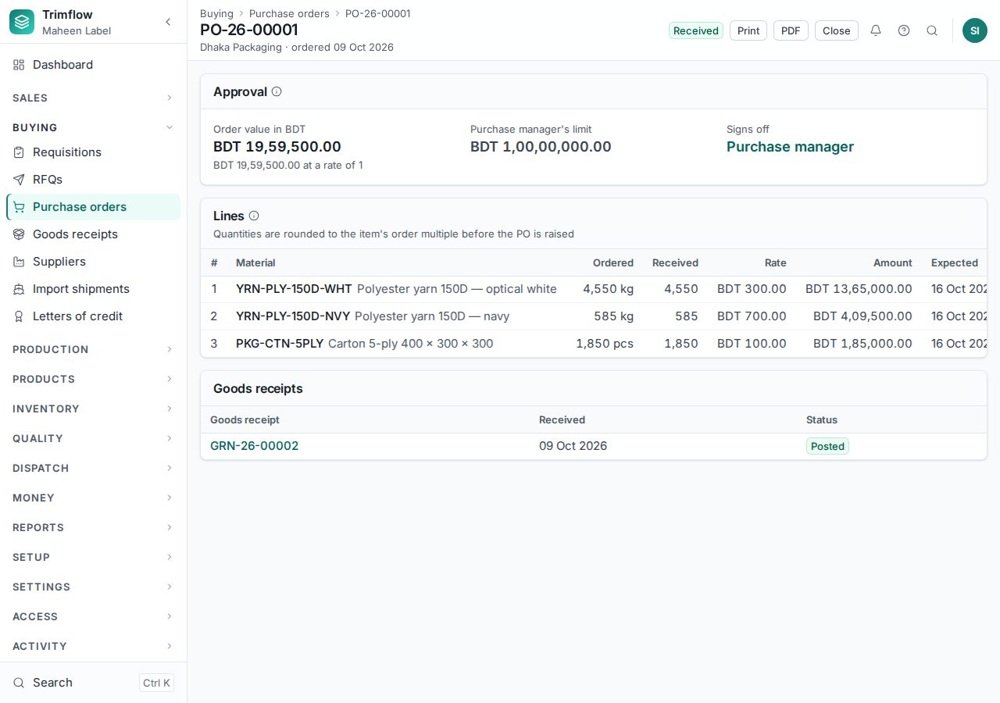 Trimflow
Maheen Label
Dashboard
SALES
BUYING
Requisitions
RFQs
Purchase orders
Goods receipts
Suppliers
Import shipments
Letters of credit
PRODUCTION
PRODUCTS
INVENTORY
QUALITY
DISPATCH
MONEY
REPORTS
SETUP
SETTINGS
ACCESS
ACTIVITY
Search Ctrl K
Buying > Purchase orders > PO-26-00001
PO-26-00001
Dhaka Packaging · ordered 09 Oct 2026
Received Print PDF Close SI
Approval
Order value in BDT Purchase manager's limit Signs off
BDT 19,59,500.00 BDT 1,00,00,000.00 Purchase manager
BDT 19,59,500.00 at a rate of 1
Lines
Quantities are rounded to the item's order multiple before the PO is raised
# Material Ordered Received Rate Amount Expected
1 YRN-PLY-150D-WHT Polyester yarn 150D — optical white 4,550 kg 4,550 BDT 300.00 BDT 13,65,000.00 16 Oct 202
2 YRN-PLY-150D-NVY Polyester yarn 150D — navy 585 kg 585 BDT 700.00 BDT 4,09,500.00 16 Oct 202
3 PKG-CTN-5PLY Carton 5-ply 400 × 300 × 300 1,850 pcs 1,850 BDT 100.00 BDT 1,85,000.00 16 Oct 202
Goods receipts
Goods receipt Received Status
GRN-26-00002 09 Oct 2026 Posted